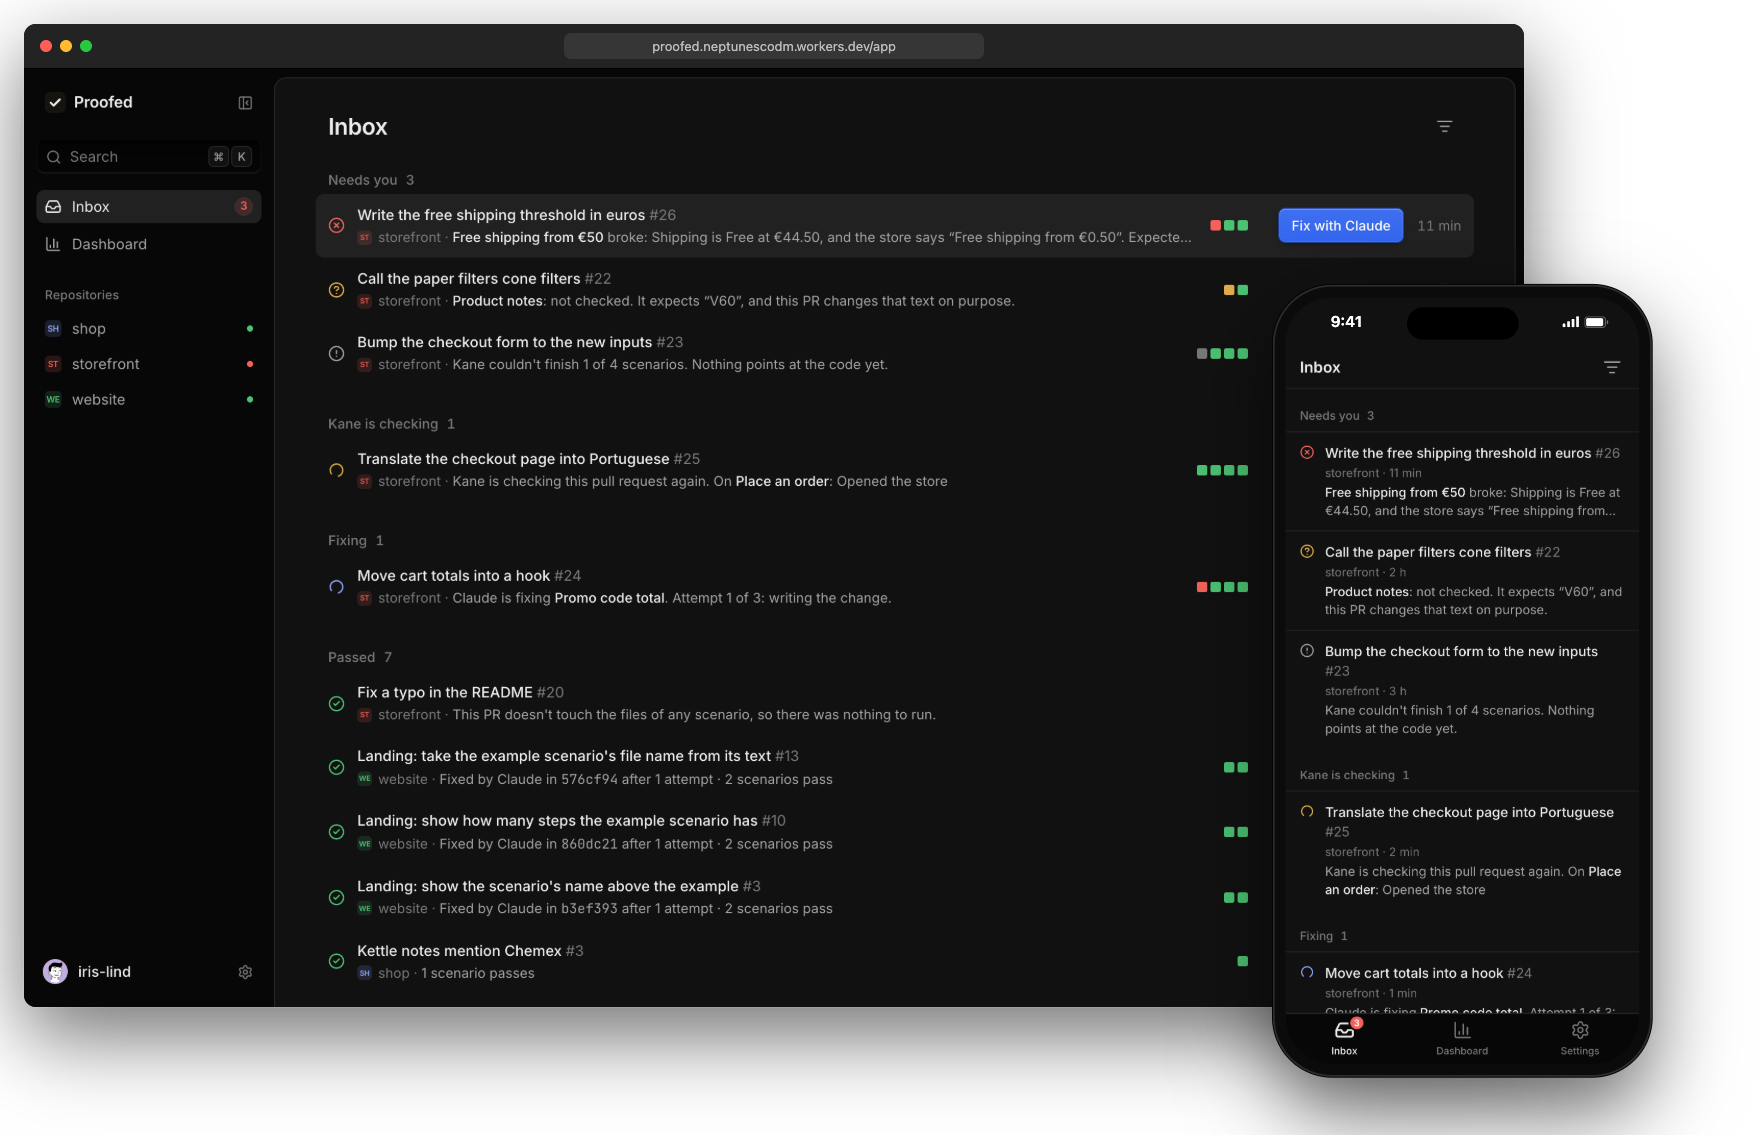 proofed.neptunescodm.workers.dev/app
Proofed
Search ⌘ K
Inbox 3
Dashboard
Repositories
SH shop
ST storefront
WE website
iris-lind
Inbox
Needs you 3
Write the free shipping threshold in euros #26
ST storefront · Free shipping from €50 broke: Shipping is Free at €44.50, and the store says “Free shipping from €0.50”. Expecte...
Fix with Claude 11 min
Call the paper filters cone filters #22
ST storefront · Product notes: not checked. It expects “V60”, and this PR changes that text on purpose.
Bump the checkout form to the new inputs #23
ST storefront · Kane couldn't finish 1 of 4 scenarios. Nothing points at the code yet.
Kane is checking 1
Translate the checkout page into Portuguese #25
ST storefront · Kane is checking this pull request again. On Place an order: Opened the store
Fixing 1
Move cart totals into a hook #24
ST storefront · Claude is fixing Promo code total. Attempt 1 of 3: writing the change.
Passed 7
Fix a typo in the README #20
ST storefront · This PR doesn't touch the files of any scenario, so there was nothing to run.
Landing: take the example scenario's file name from its text #13
WE website · Fixed by Claude in 576cf94 after 1 attempt · 2 scenarios pass
Landing: show how many steps the example scenario has #10
WE website · Fixed by Claude in 860dc21 after 1 attempt · 2 scenarios pass
Landing: show the scenario's name above the example #3
WE website · Fixed by Claude in b3ef393 after 1 attempt · 2 scenarios pass
Kettle notes mention Chemex #3
SH shop · 1 scenario passes
9:41
Inbox
Needs you 3
Write the free shipping threshold in euros #26
storefront · 11 min
Free shipping from €50 broke: Shipping is Free at
€44.50, and the store says “Free shipping from...
Call the paper filters cone filters #22
storefront · 2 h
Product notes: not checked. It expects “V60”, and
this PR changes that text on purpose.
Bump the checkout form to the new inputs
#23
storefront · 3 h
Kane couldn't finish 1 of 4 scenarios. Nothing
points at the code yet.
Kane is checking 1
Translate the checkout page into Portuguese
#25
storefront · 2 min
Kane is checking this pull request again. On Place
an order: Opened the store
Fixing 1
Move cart totals into a hook #24
storefront · 1 min
Claude is fixing Promo code total. Attempt 1 of 3:
3
Inbox
Dashboard
Settings